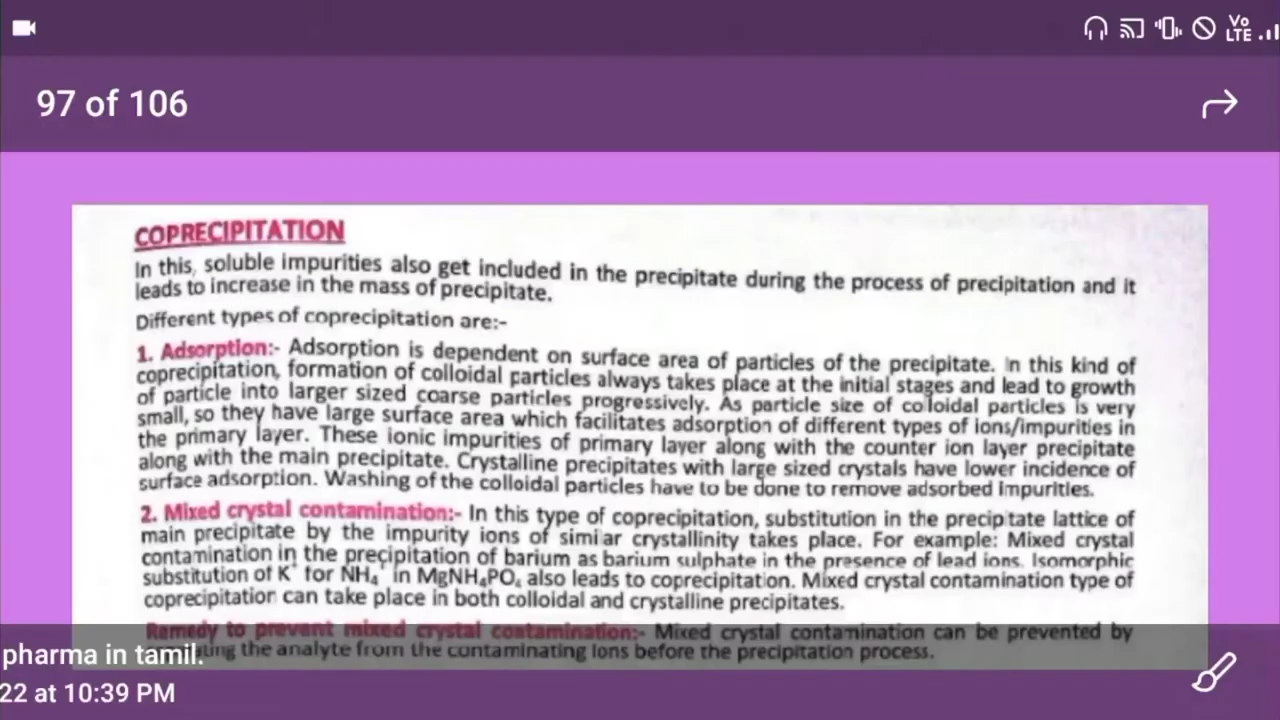 Vo
LTE
97 of 106
COPRECIPITATION
In this, soluble impurities also get included in the precipitate during the process of precipitation and it
leads to increase in the mass of precipitate.
Different types of coprecipitation are:-
1. Adsorption:- Adsorption is dependent on surface area of particles of the precipitate. In this kind of
coprecipitation, formation of colloidal particles always takes place at the initial stages and lead to growth
of particle into larger sized coarse particles progressively. As particle size of colloidal particles is very
small, so they have large surface area which facilitates adsorption of different types of ions/impurities in
the primary layer. These ionic impurities of primary layer along with the counter ion layer precipitate
along with the main precipitate. Crystalline precipitates with large sized crystals have lower incidence of
surface adsorption. Washing of the colloidal particles have to be done to remove adsorbed impurities.
2. Mixed crystal contamination:- In this type of coprecipitation, substitution in the precipitate lattice of
main precipitate by the impurity ions of similar crystallinity takes place. For example: Mixed crystal
contamination in the precipitation of barium as barium sulphate in the presence of lead ions. Isomorphic
substitution of K⁺ for NH₄⁺ in MgNH₄PO₄ also leads to coprecipitation. Mixed crystal contamination type of
coprecipitation can take place in both colloidal and crystalline precipitates.
Remedy to prevent mixed crystal contamination:- Mixed crystal contamination can be prevented by
the analyte from the contaminating ions before the precipitation process.
pharma in tamil.
22 at 10:39 PM